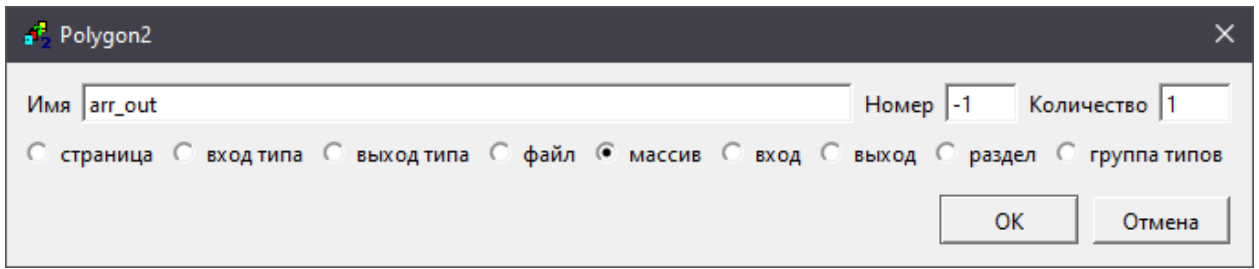 Polygon2
Имя arr_out Номер -1 Количество 1
страница вход типа выход типа файл массив вход выход раздел группа типов
OK Отмена